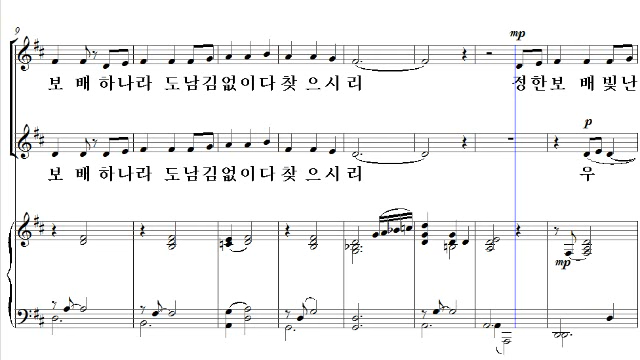 9
mp
보 배 하나라 도남김없이다 찾 으 시 리 정한보 배빛난
p
보 배 하나라 도남김없이다 찾 으 시 리 우
mp